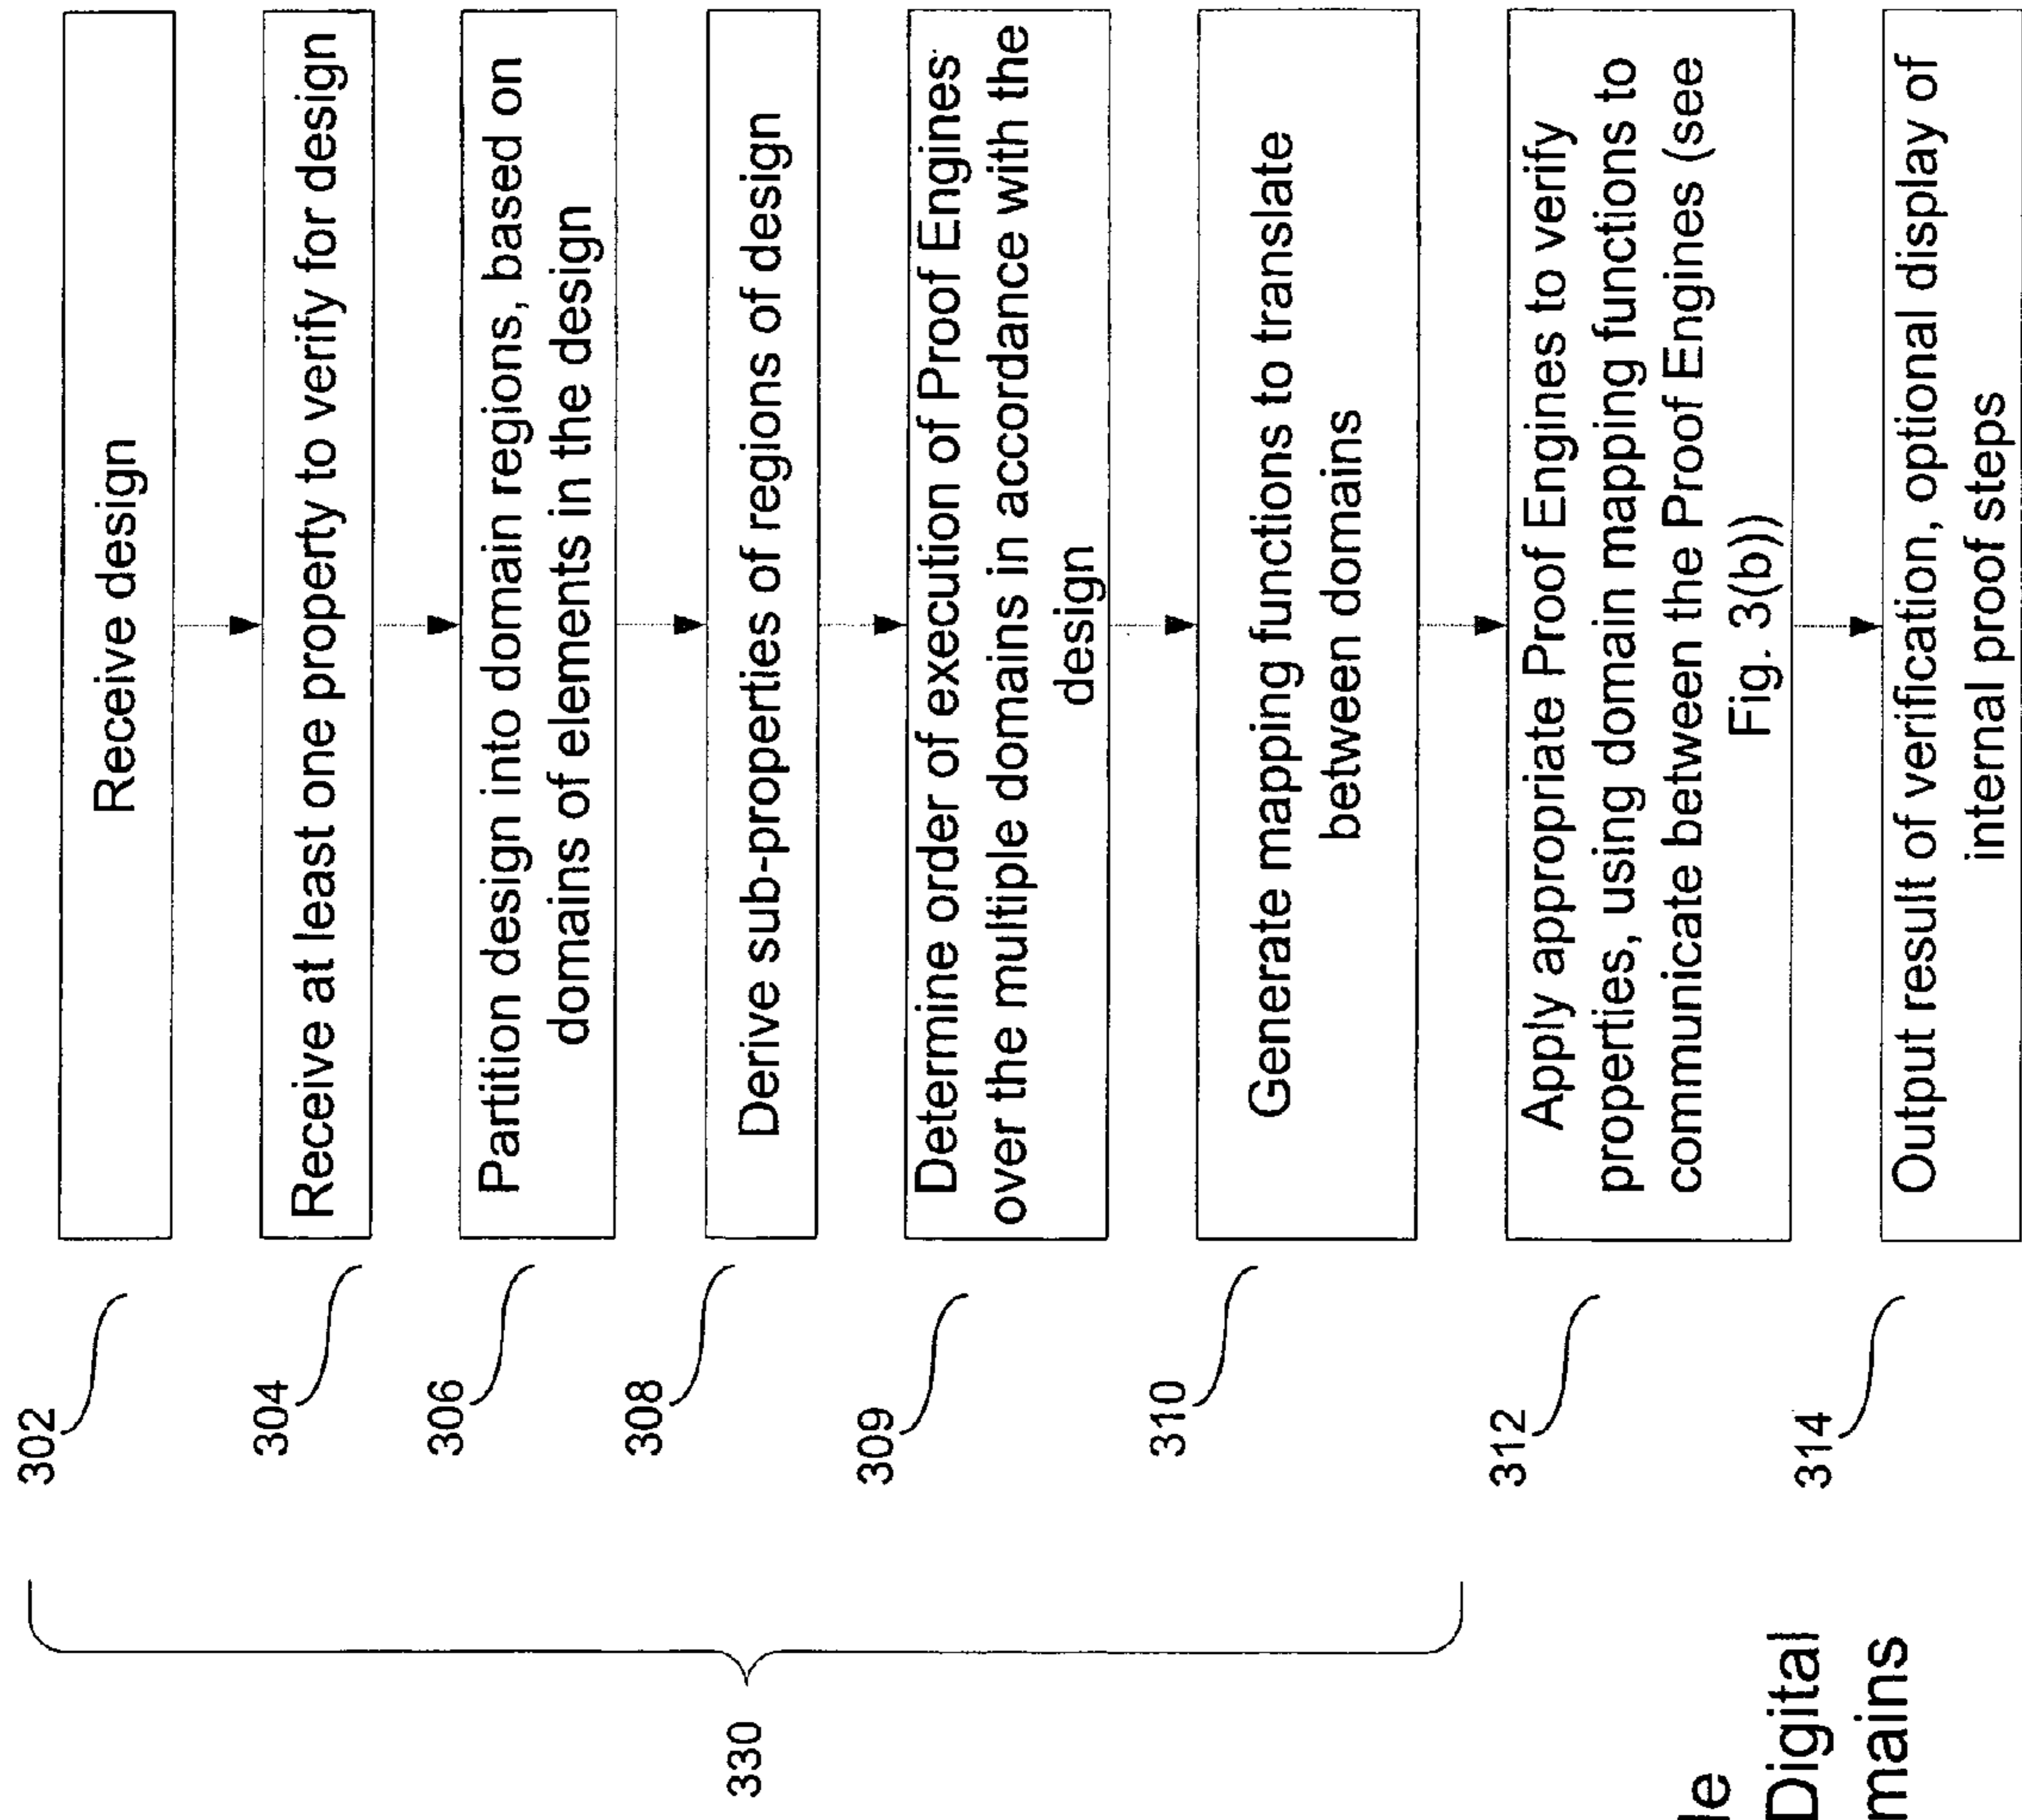 302
Receive design
304
Receive at least one property to verify for design
306
Partition design into domain regions, based on
domains of elements in the design
308
Derive sub-properties of regions of design
309
Determine order of execution of Proof Engines
over the multiple domains in accordance with the
design
310
Generate mapping functions to translate
between domains
312
Apply appropriate Proof Engines to verify
properties, using domain mapping functions to
communicate between the Proof Engines (see
Fig. 3(b))
314
Output result of verification, optional display of
internal proof steps
330
Digital